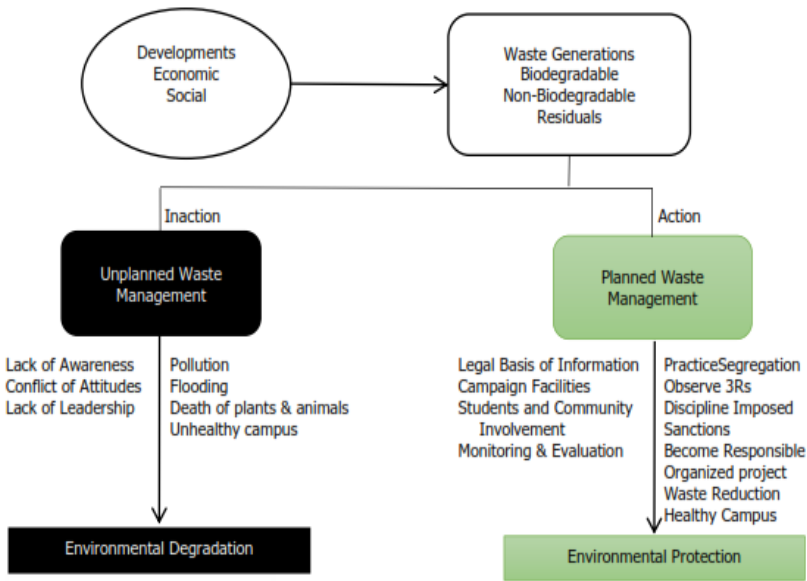 Developments
Economic
Social
Waste Generations
Biodegradable
Non-Biodegradable
Residuals
Inaction
Action
Unplanned Waste
Management
Planned Waste
Management
Lack of Awareness
Conflict of Attitudes
Lack of Leadership
Pollution
Flooding
Death of plants & animals
Unhealthy campus
Legal Basis of Information
Campaign Facilities
Students and Community
Involvement
Monitoring & Evaluation
PracticeSegregation
Observe 3Rs
Discipline Imposed
Sanctions
Become Responsible
Organized project
Waste Reduction
Healthy Campus
Environmental Degradation
Environmental Protection